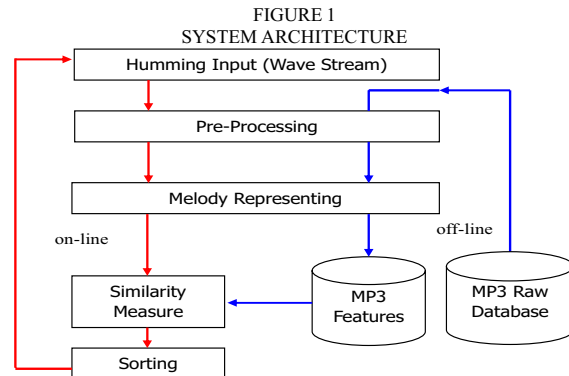 FIGURE 1
SYSTEM ARCHITECTURE
Humming Input (Wave Stream)
Pre-Processing
Melody Representing
on-line
off-line
Similarity
Measure
MP3
Features
MP3 Raw
Database
Sorting